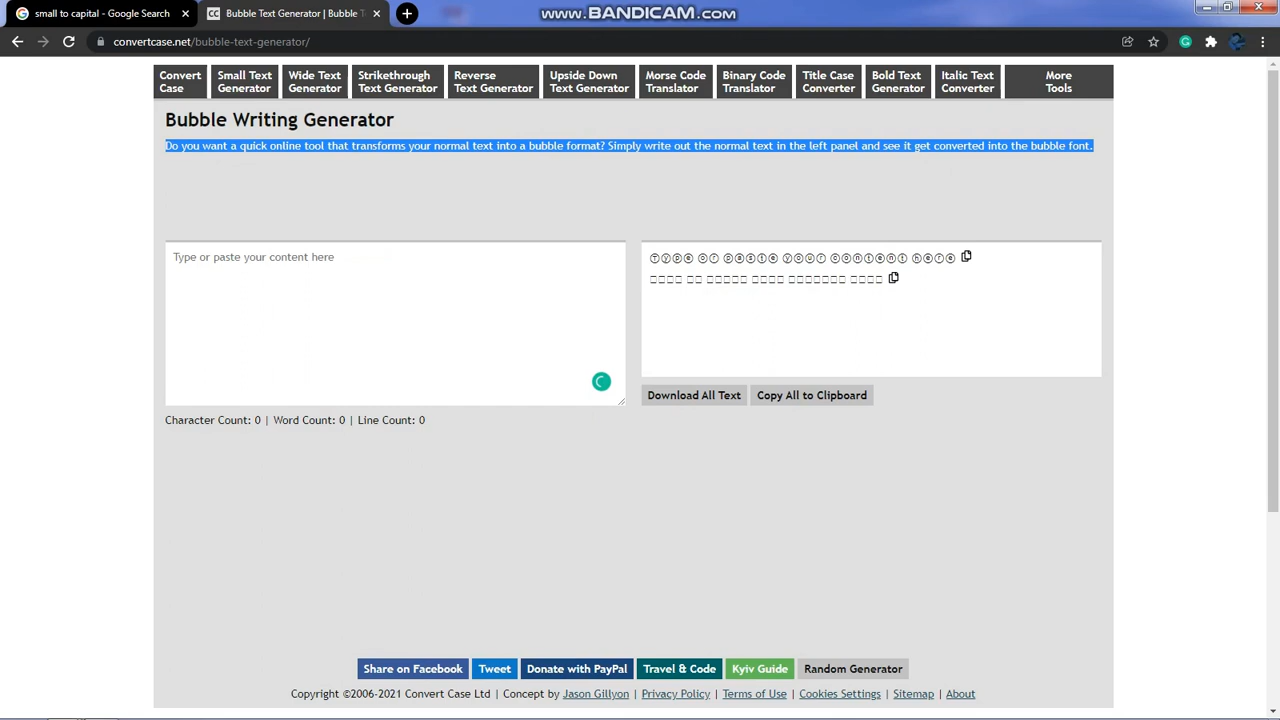 small to capital - Google Search
Bubble Text Generator | Bubble T
www.BANDICAM.com
convertcase.net/bubble-text-generator/
Convert Case
Small Text Generator
Wide Text Generator
Strikethrough Text Generator
Reverse Text Generator
Upside Down Text Generator
Morse Code Translator
Binary Code Translator
Title Case Converter
Bold Text Generator
Italic Text Converter
More Tools
Bubble Writing Generator
Do you want a quick online tool that transforms your normal text into a bubble format? Simply write out the normal text in the left panel and see it get converted into the bubble font.
Type or paste your content here
Ⓣⓨⓟⓔ ⓞⓡ ⓟⓐⓢⓣⓔ ⓨⓞⓤⓡ ⓒⓞⓝⓣⓔⓝⓣ ⓗⓔⓡⓔ
□□□□ □□ □□□□□ □□□□ □□□□□□□ □□□□
Download All Text
Copy All to Clipboard
Character Count: 0 | Word Count: 0 | Line Count: 0
Share on Facebook
Tweet
Donate with PayPal
Travel & Code
Kyiv Guide
Random Generator
Copyright ©2006-2021 Convert Case Ltd | Concept by Jason Gillyon | Privacy Policy | Terms of Use | Cookies Settings | Sitemap | About